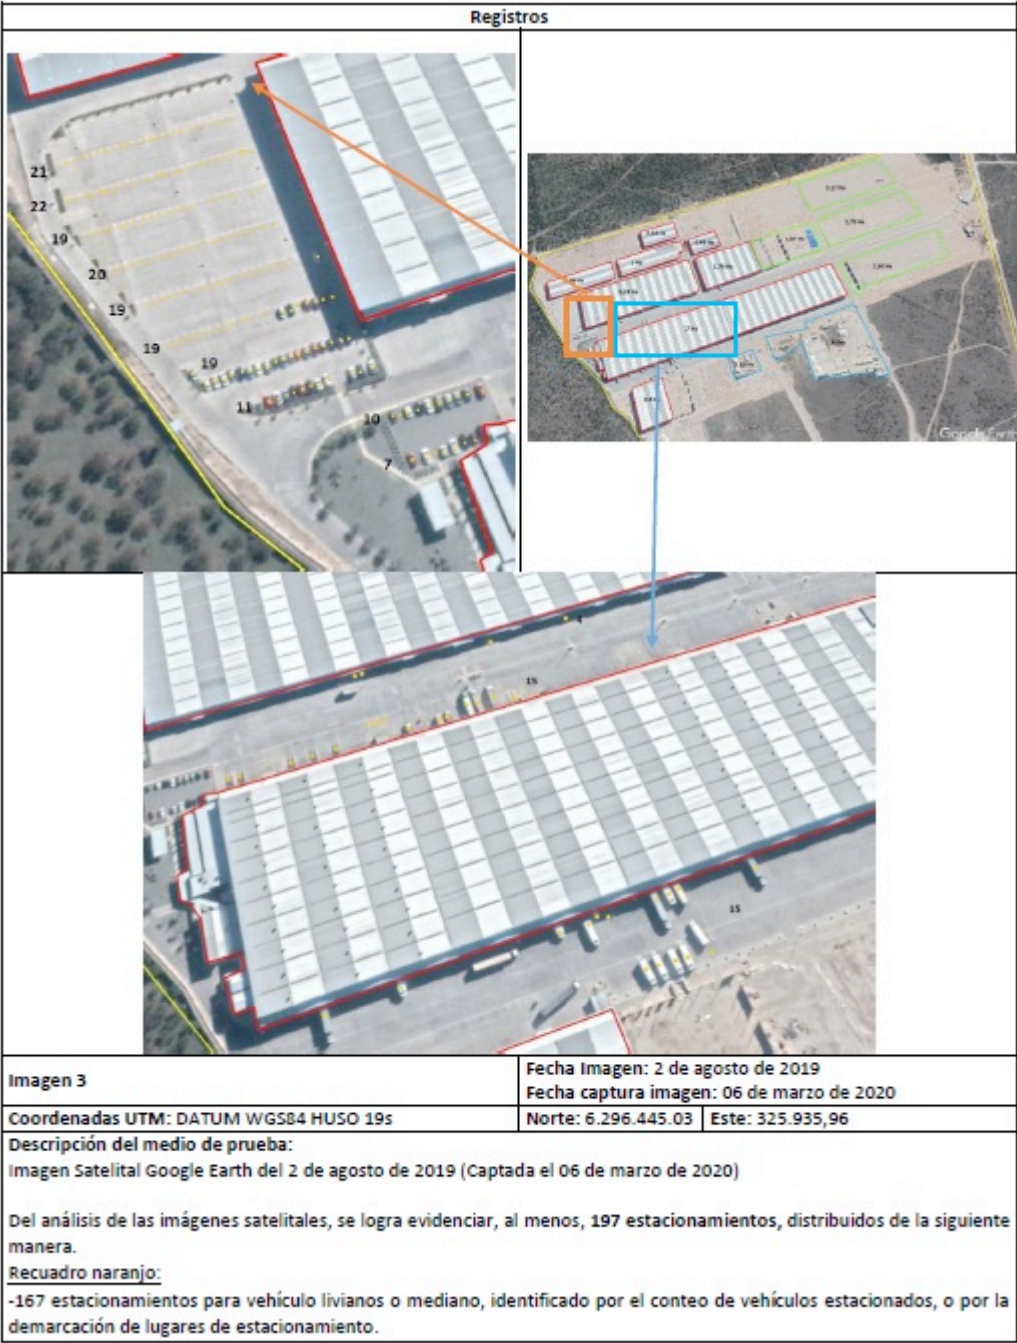 Registros
21
22
19
20
19
19
19
11
10
7
Google Earth
15
15
Imagen 3
Fecha Imagen: 2 de agosto de 2019
Fecha captura imagen: 06 de marzo de 2020
Coordenadas UTM: DATUM WGS84 HUSO 19s
Norte: 6.296.445.03
Este: 325.935,96
Descripción del medio de prueba:
Imagen Satelital Google Earth del 2 de agosto de 2019 (Captada el 06 de marzo de 2020)
Del análisis de las imágenes satelitales, se logra evidenciar, al menos, 197 estacionamientos, distribuidos de la siguiente
manera.
Recuadro naranjo:
-167 estacionamientos para vehículo livianos o mediano, identificado por el conteo de vehículos estacionados, o por la
demarcación de lugares de estacionamiento.